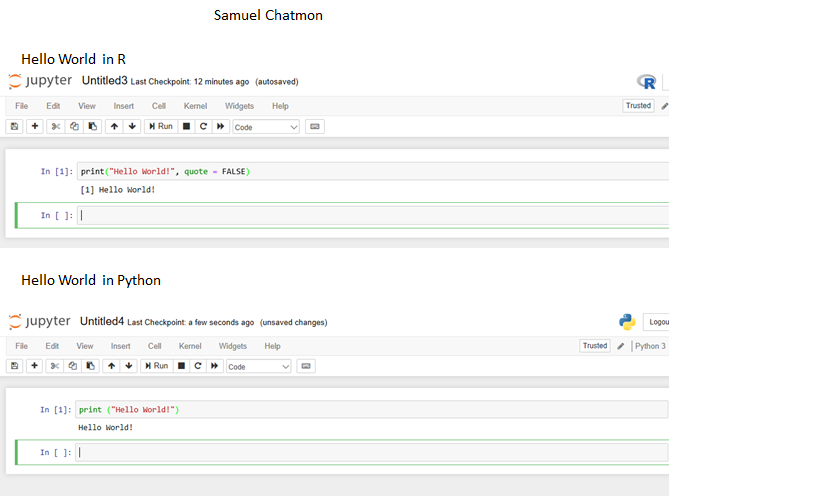 Samuel Chatmon
Hello World in R
jupyter Untitled3 Last Checkpoint: 12 minutes ago (autosaved)
R
File Edit View Insert Cell Kernel Widgets Help Trusted
Run Code
In [1]: print("Hello World!", quote = FALSE)
[1] Hello World!
In [ ]:
Hello World in Python
jupyter Untitled4 Last Checkpoint: a few seconds ago (unsaved changes) Logou
File Edit View Insert Cell Kernel Widgets Help Trusted Python 3
Run Code
In [1]: print ("Hello World!")
Hello World!
In [ ]: